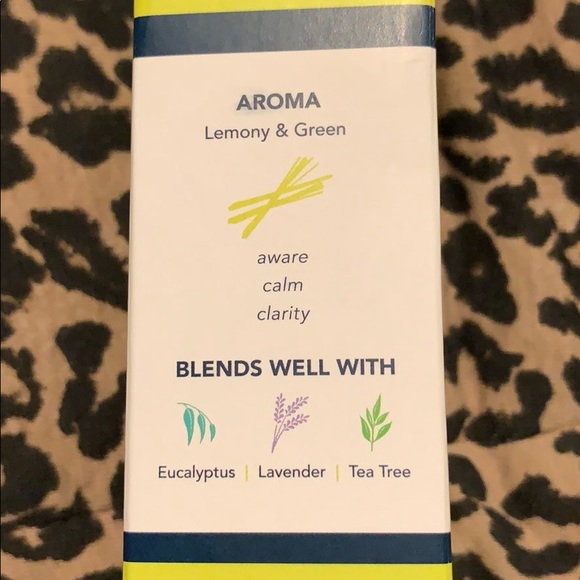 AROMA
Lemony & Green
aware
calm
clarity
BLENDS WELL WITH
Eucalyptus | Lavender | Tea Tree